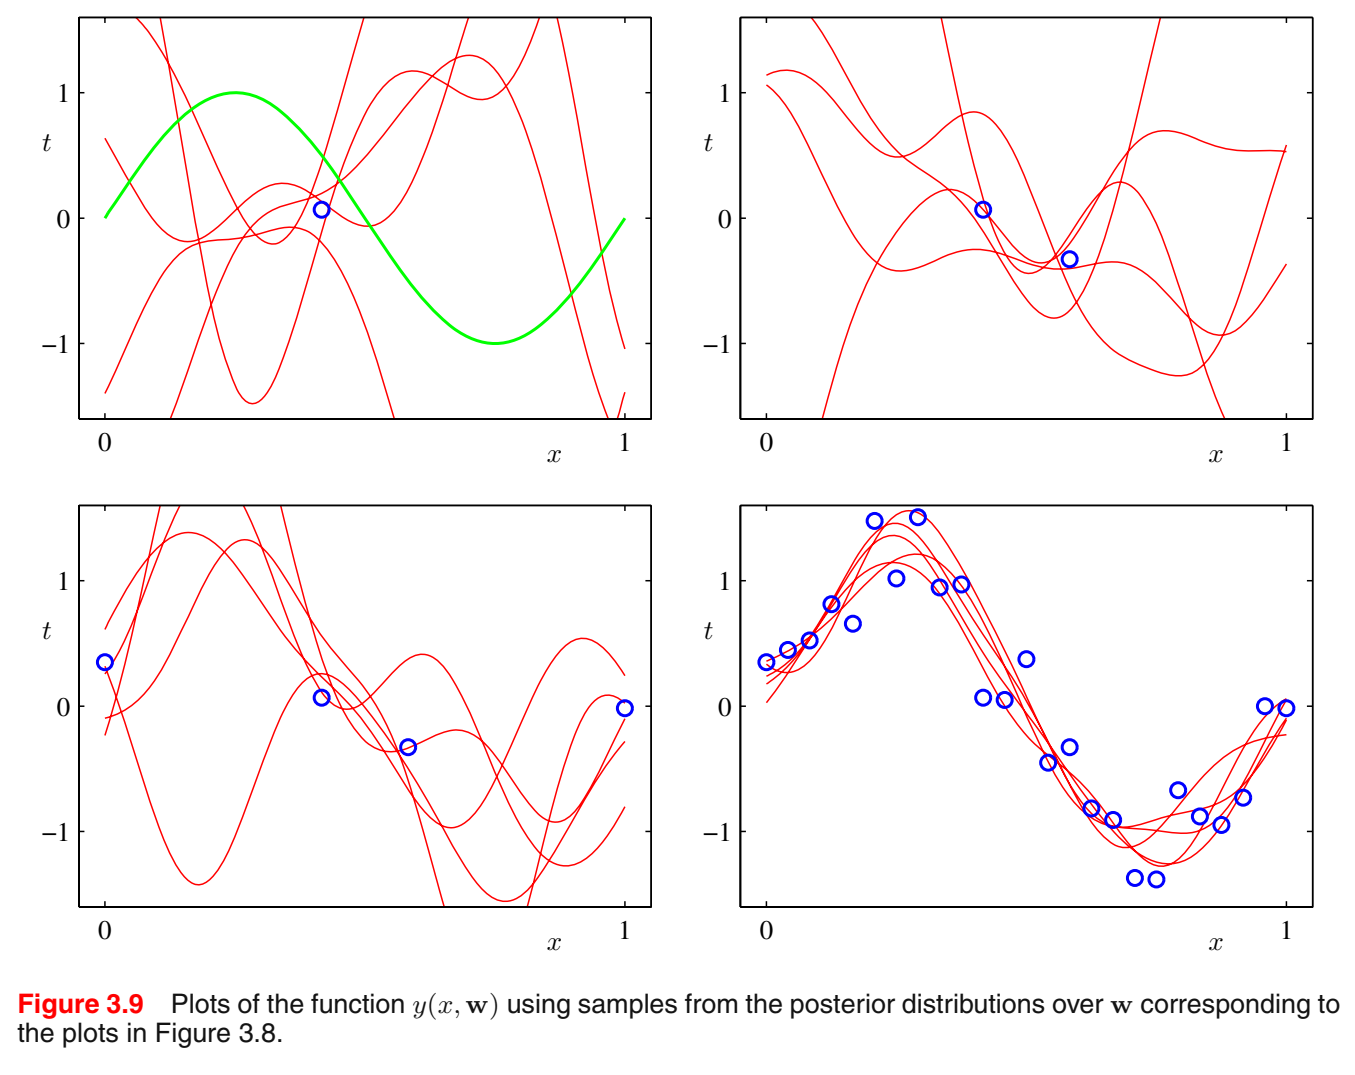 1
t
0
−1
0
x
1
1
t
0
−1
0
x
1
1
t
0
−1
0
x
1
1
t
0
−1
0
x
1
Figure 3.9 Plots of the function y(x, w) using samples from the posterior distributions over w corresponding to
the plots in Figure 3.8.